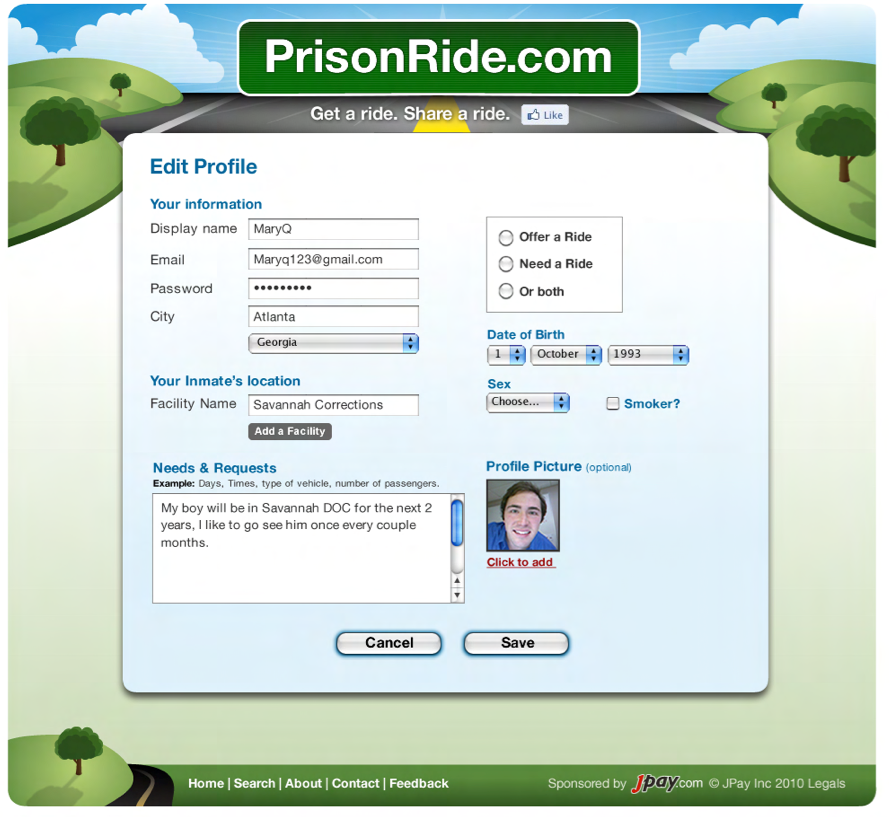 PrisonRide.com
Get a ride. Share a ride.
Like
Edit Profile
Your information
Display name MaryQ
Email Maryq123@gmail.com
Password •••••••••
City Atlanta
Georgia
Offer a Ride
Need a Ride
Or both
Date of Birth
1 October 1993
Your Inmate's location
Facility Name Savannah Corrections
Add a Facility
Sex
Choose...
Smoker?
Needs & Requests
Example: Days, Times, type of vehicle, number of passengers.
My boy will be in Savannah DOC for the next 2
years, I like to go see him once every couple
months.
Profile Picture (optional)
Click to add
Cancel Save
Home | Search | About | Contact | Feedback
Sponsored by Jpay.com © JPay Inc 2010 Legals